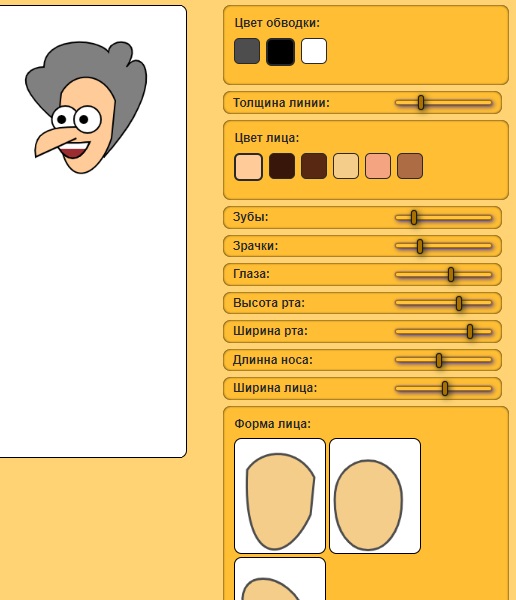 Цвет обводки:
Толщина линии:
Цвет лица:
Зубы:
Зрачки:
Глаза:
Высота рта:
Ширина рта:
Длинна носа:
Ширина лица:
Форма лица: